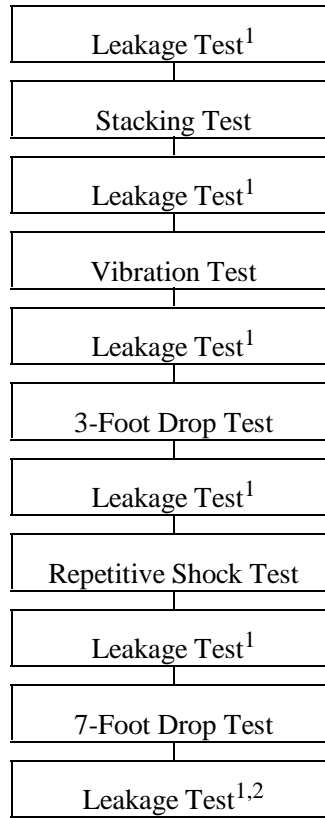 Leakage Test1
Stacking Test
Leakage Test1
Vibration Test
Leakage Test1
3-Foot Drop Test
Leakage Test1
Repetitive Shock Test
Leakage Test1
7-Foot Drop Test
Leakage Test1,2